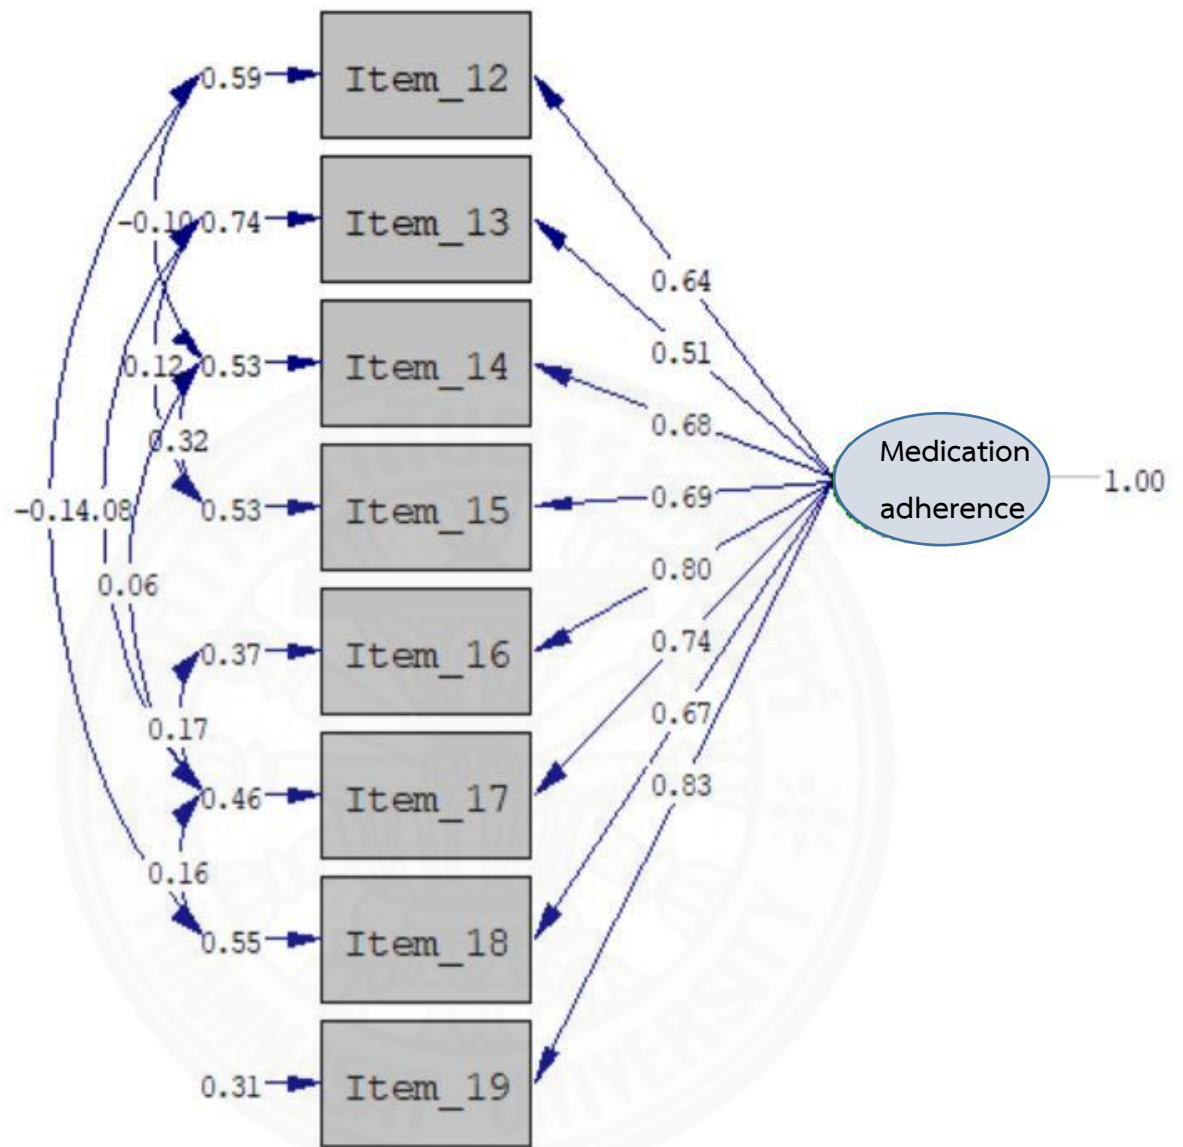 0.59 Item_12
-0.10 0.74 Item_13
0.64
0.12 0.53 Item_14
0.51
0.68
0.32
Medication
adherence
1.00
-0.14 .08 0.53 Item_15
0.69
0.80
0.06
0.37 Item_16
0.74
0.67
0.17
0.46 Item_17
0.83
0.16
0.55 Item_18
0.31 Item_19
UNIVERSITY